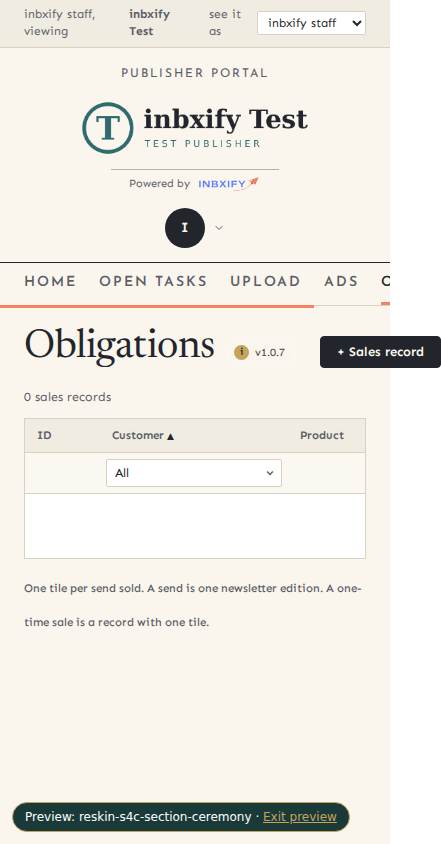 inbxify staff, viewing
inbxify Test
see it as
inbxify staff
PUBLISHER PORTAL
T
inbxify Test
TEST PUBLISHER
Powered by INBXIFY
I
HOME OPEN TASKS UPLOAD ADS
Obligations
i v1.0.7
+ Sales record
0 sales records
ID Customer ▲ Product
All
One tile per send sold. A send is one newsletter edition. A one-
time sale is a record with one tile.
Preview: reskin-s4c-section-ceremony · Exit preview